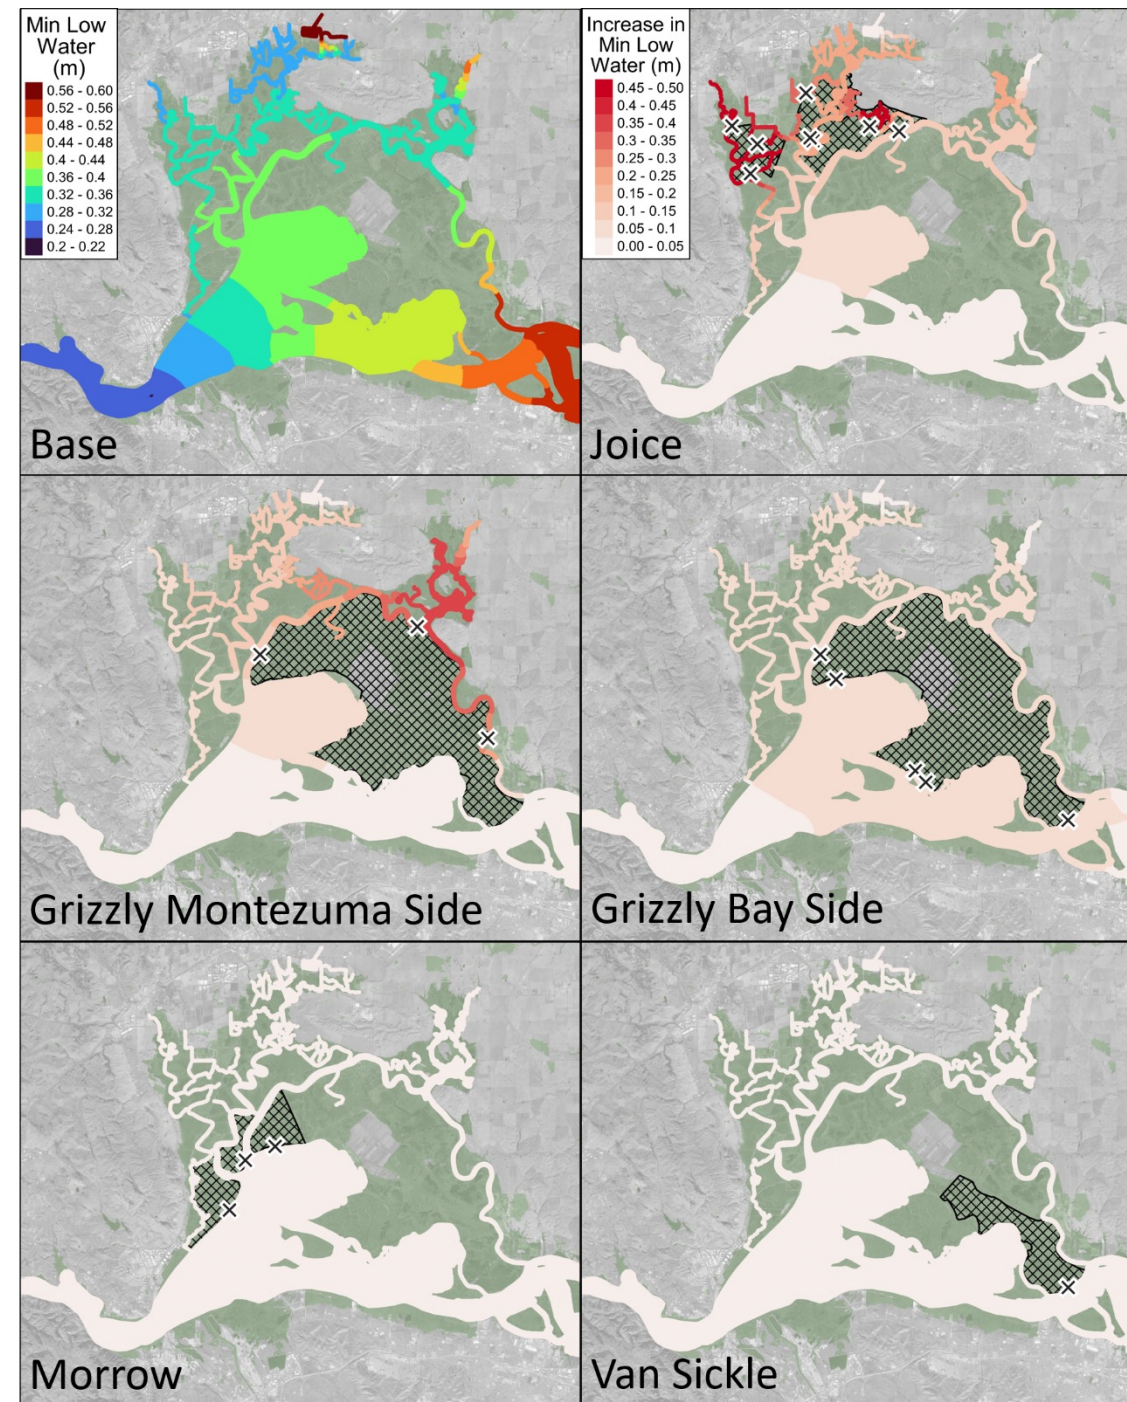 Min Low
Water
(m)
0.56 - 0.60
0.52 - 0.56
0.48 - 0.52
0.44 - 0.48
0.4 - 0.44
0.36 - 0.4
0.32 - 0.36
0.28 - 0.32
0.24 - 0.28
0.2 - 0.22
Base
Increase in
Min Low
Water (m)
0.45 - 0.50
0.4 - 0.45
0.35 - 0.4
0.3 - 0.35
0.25 - 0.3
0.2 - 0.25
0.15 - 0.2
0.1 - 0.15
0.05 - 0.1
0.00 - 0.05
Joice
Grizzly Montezuma Side
Grizzly Bay Side
Morrow
Van Sickle